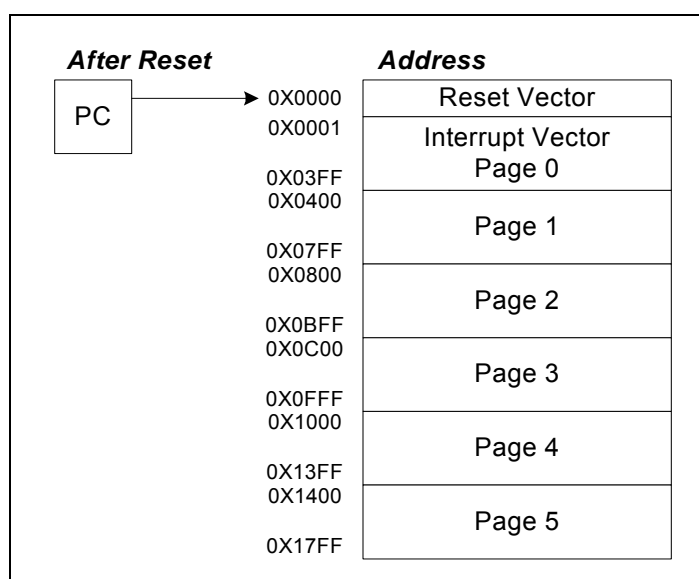 After Reset Address
PC
0X0000 Reset Vector
0X0001 Interrupt Vector
Page 0
0X03FF
0X0400
Page 1
0X07FF
0X0800
Page 2
0X0BFF
0X0C00
Page 3
0X0FFF
0X1000
Page 4
0X13FF
0X1400
Page 5
0X17FF